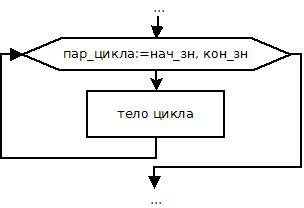 ...
пар_цикла:=нач_зн, кон_зн
тело цикла
...